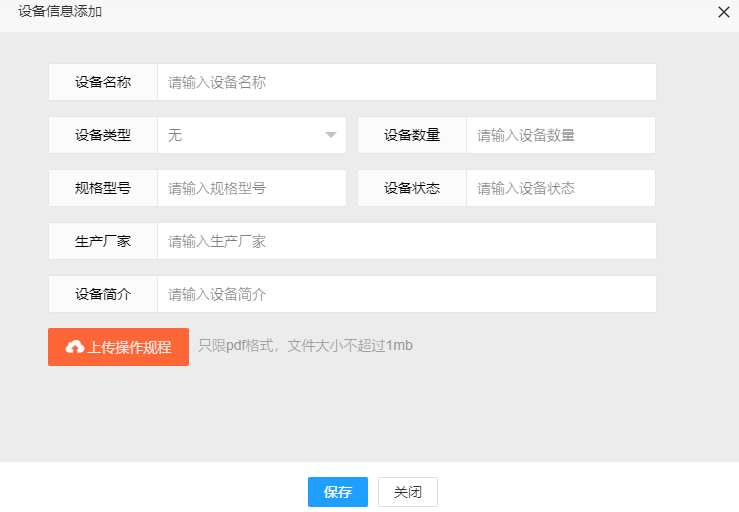 设备信息添加
设备名称 请输入设备名称
设备类型 无 设备数量 请输入设备数量
规格型号 请输入规格型号 设备状态 请输入设备状态
生产厂家 请输入生产厂家
设备简介 请输入设备简介
上传操作规程 只限pdf格式，文件大小不超过1mb
保存 关闭